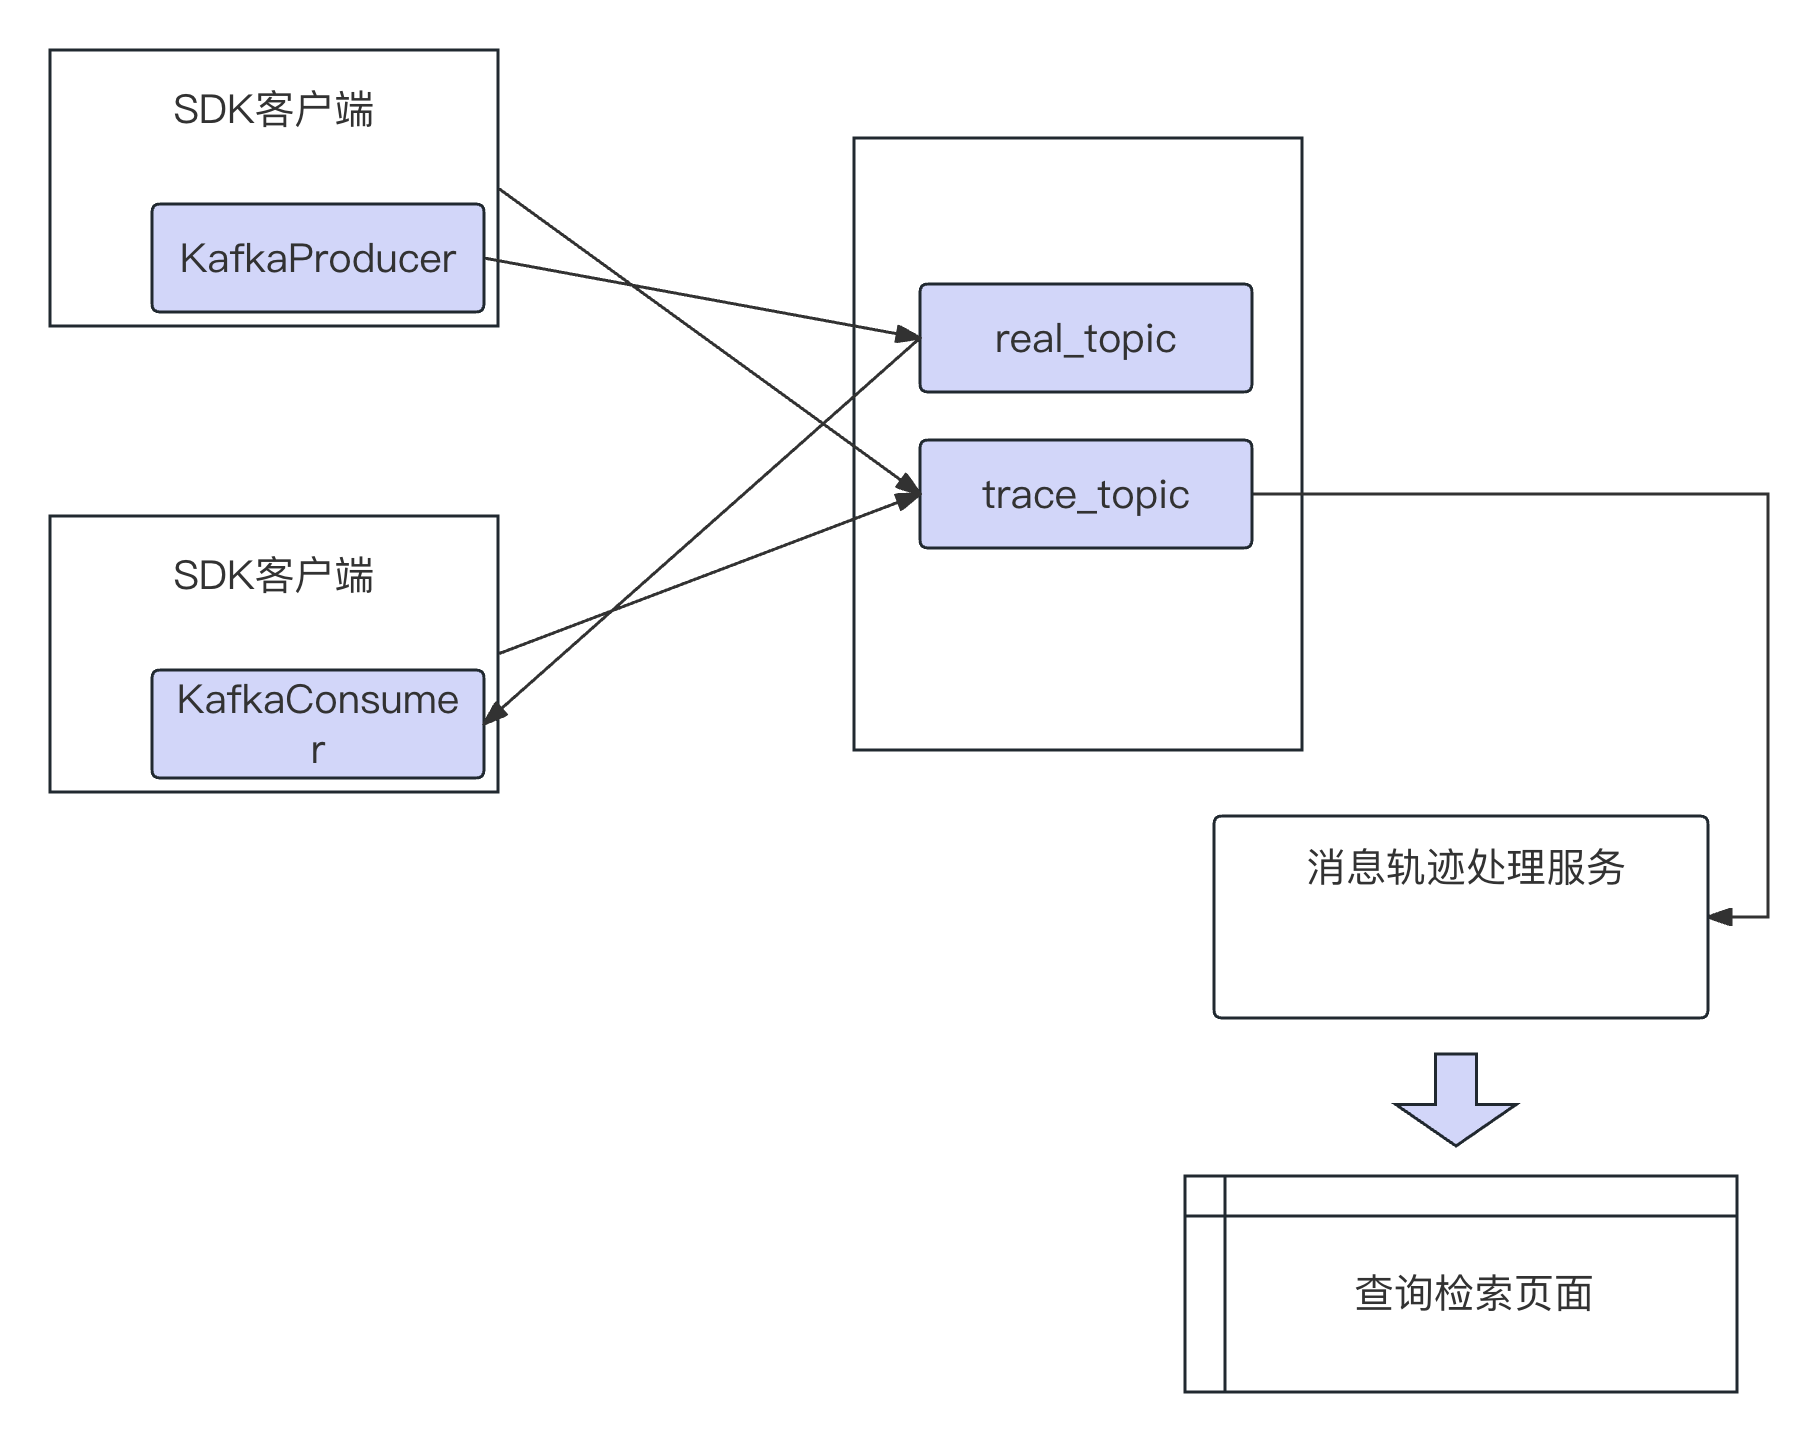 SDK客户端
KafkaProducer
real_topic
trace_topic
SDK客户端
KafkaConsume
r
消息轨迹处理服务
查询检索页面